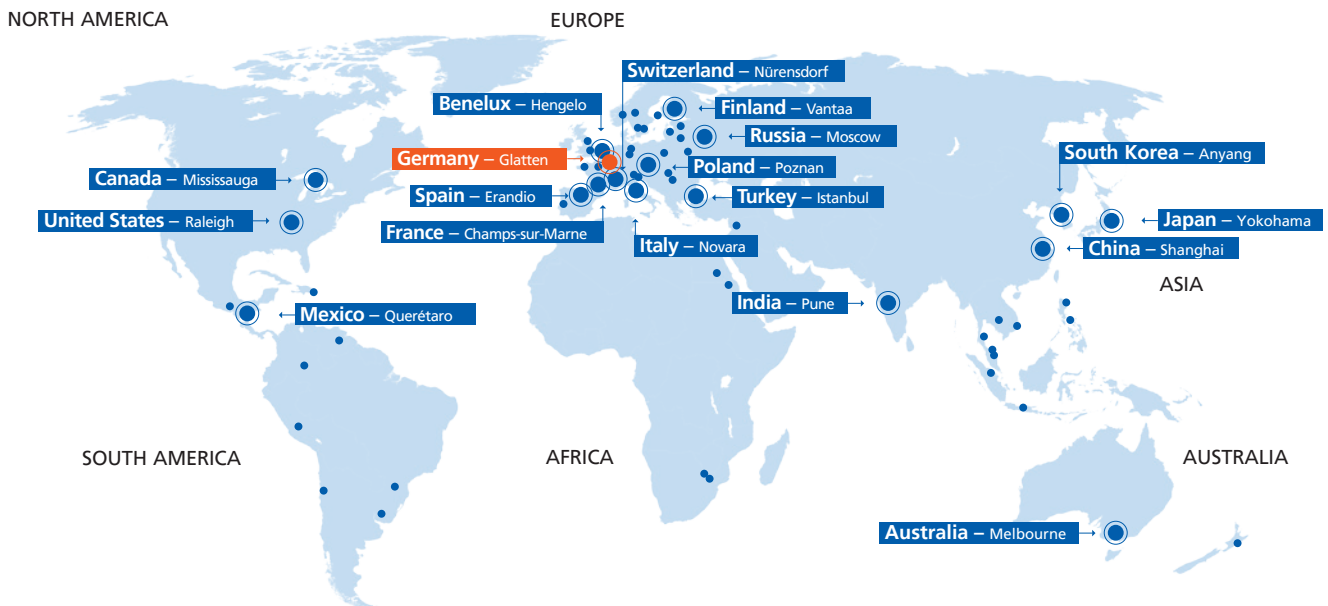 NORTH AMERICA
EUROPE
Switzerland – Nürensdorf
Benelux – Hengelo
Finland – Vantaa
Russia – Moscow
Germany – Glatten
South Korea – Anyang
Poland – Poznan
Canada – Mississauga
Spain – Erandio
Turkey – Istanbul
United States – Raleigh
Japan – Yokohama
France – Champs-sur-Marne
Italy – Novara
China – Shanghai
ASIA
India – Pune
Mexico – Querétaro
SOUTH AMERICA
AFRICA
AUSTRALIA
Australia – Melbourne